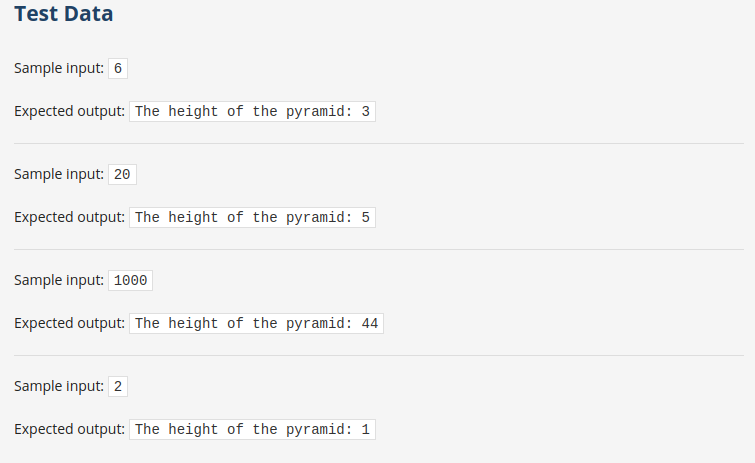 Test Data
Sample input: 6
Expected output: The height of the pyramid: 3
Sample input: 20
Expected output: The height of the pyramid: 5
Sample input: 1000
Expected output: The height of the pyramid: 44
Sample input: 2
Expected output: The height of the pyramid: 1